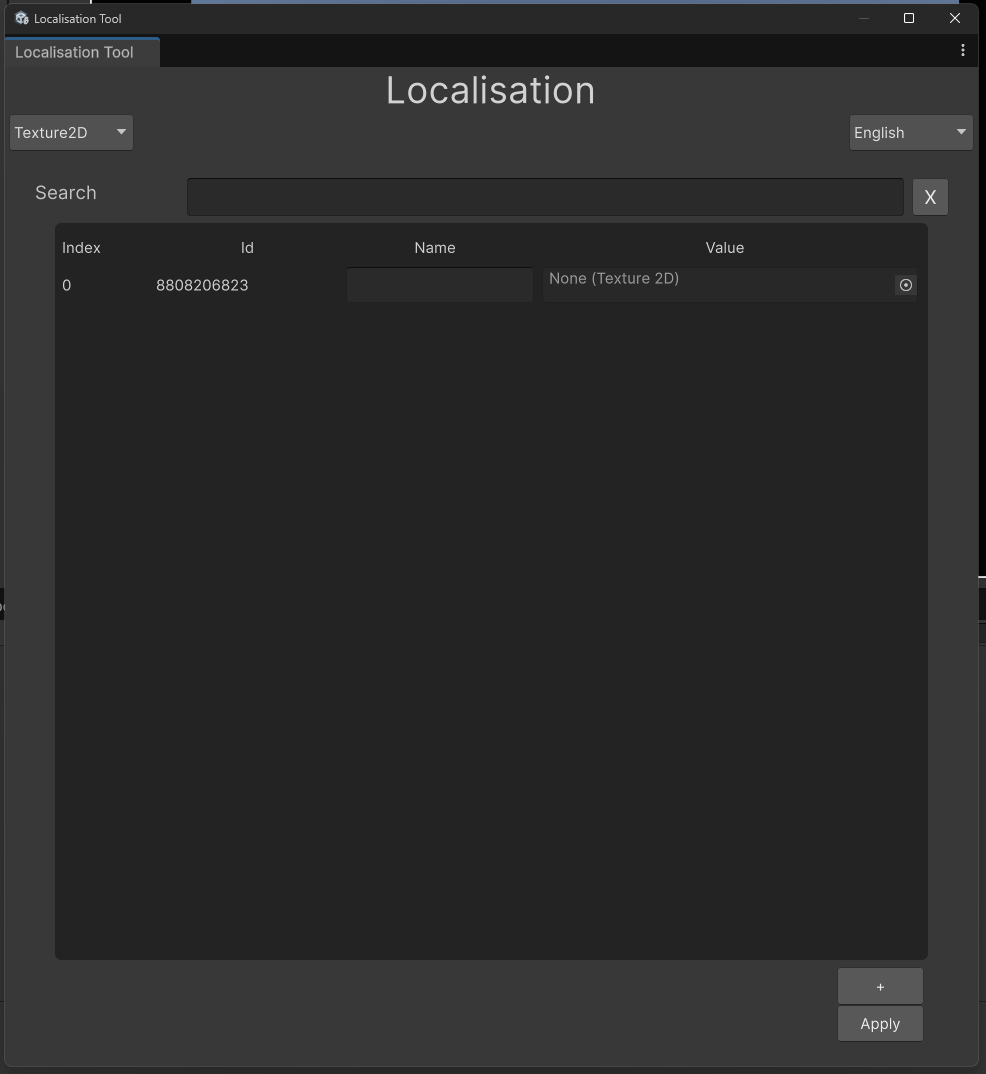 Localisation Tool
Localisation Tool
Localisation
Texture2D English
Search X
Index Id Name Value
0 8808206823 None (Texture 2D)
+
Apply